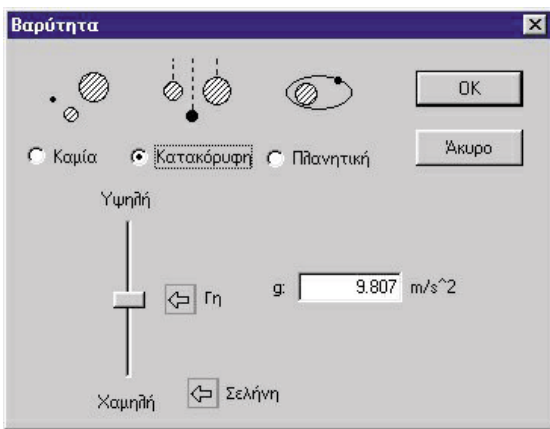 Βαρύτητα
OK
Καμία Κατακόρυφη Πλανητική Άκυρο
Υψηλή
Γη g: 9.807 m/s^2
Χαμηλή Σελήνη